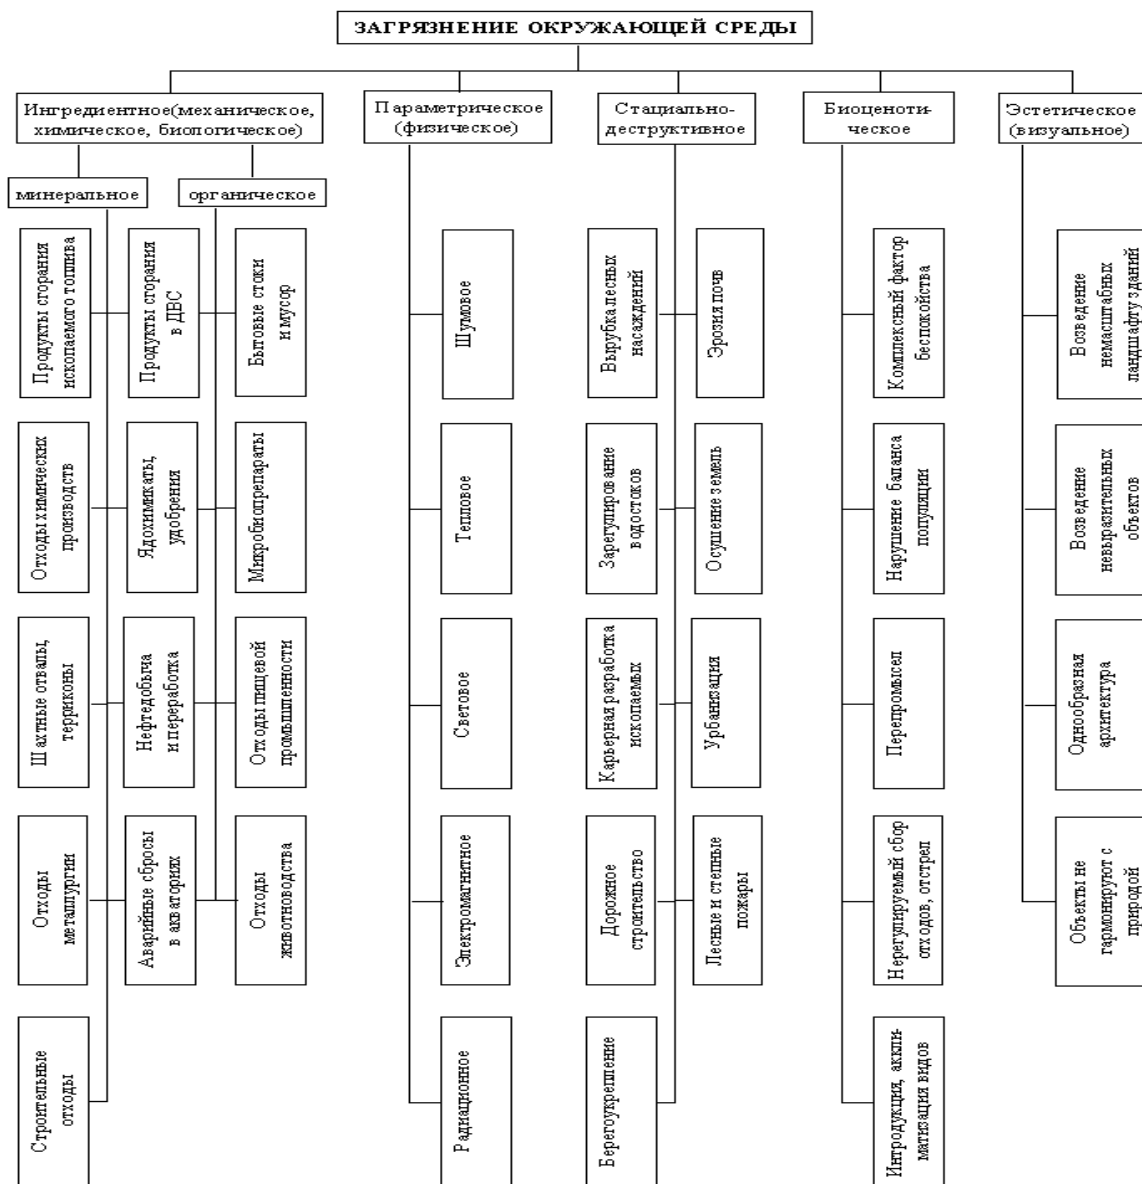 ЗАГРЯЗНЕНИЕ ОКРУЖАЮЩЕЙ СРЕДЫ
Ингредиентное(механическое,
химическое, биологическое)
Параметрическое
(физическое)
Стациально-
деструктивное
Биоценоти-
ческое
Эстетическое
(визуальное)
минеральное
органическое
Продукты сгорания
ископаемого топлива
Продукты сгорания
в ДВС
Бытовые стоки
и мусор
Шумовое
Вырубка лесных
насаждений
Эрозия почв
Комплексный фактор
беспокойства
Возведение
немасштабных
ландшафту зданий
Отходы химических
производств
Ядохимикаты,
удобрения
Микробиопрепараты
Тепловое
Зарегулирование
водостоков
Осушение земель
Нарушение баланса
популяции
Возведение
невыразительных
объектов
Шахтные отвалы,
терриконы
Нефтедобыча
и переработка
Отходы пищевой
промышленности
Световое
Карьерная разработка
ископаемых
Урбанизация
Перепромысел
Однообразная
архитектура
Отходы
металлургии
Аварийные сбросы
в акваториях
Отходы
животноводства
Электромагнитное
Дорожное
строительство
Лесные и степные
пожары
Нерегулируемый сбор
отходов, отстрел
Объекты не
гармонируют с
природой
Строительные
отходы
Радиационное
Берегоукрепление
Интродукция, аккли-
матизация видов